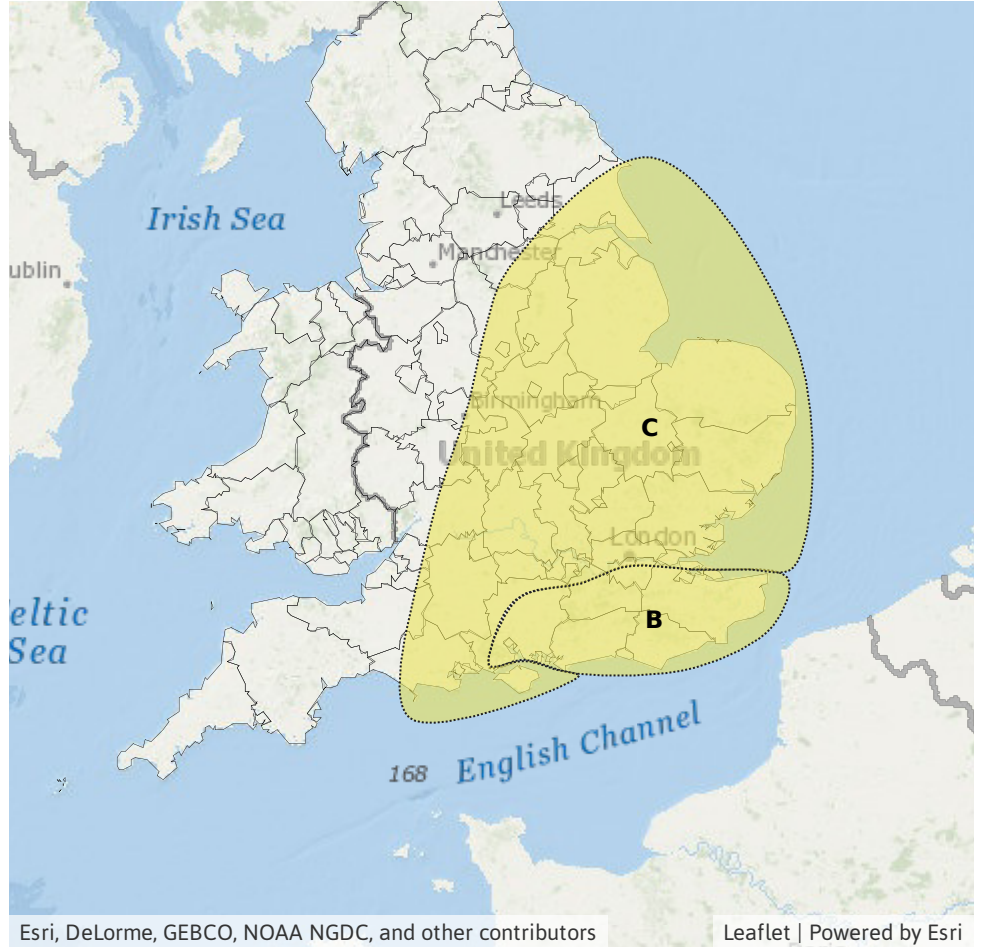 Leeds
Irish Sea
Manchester
ublin
Birmingham
C
United Kingdom
London
eltic
Sea
B
English Channel
168
Esri, DeLorme, GEBCO, NOAA NGDC, and other contributors
Leaflet | Powered by Esri